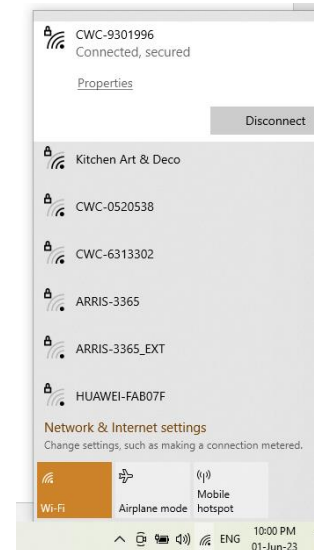 CWC-9301996
Connected, secured
Properties
Disconnect
Kitchen Art & Deco
CWC-0520538
CWC-6313302
ARRIS-3365
ARRIS-3365_EXT
HUAWEI-FAB07F
Network & Internet settings
Change settings, such as making a connection metered.
Wi-Fi
Airplane mode
Mobile
hotspot
ENG
10:00 PM
01-Jun-23